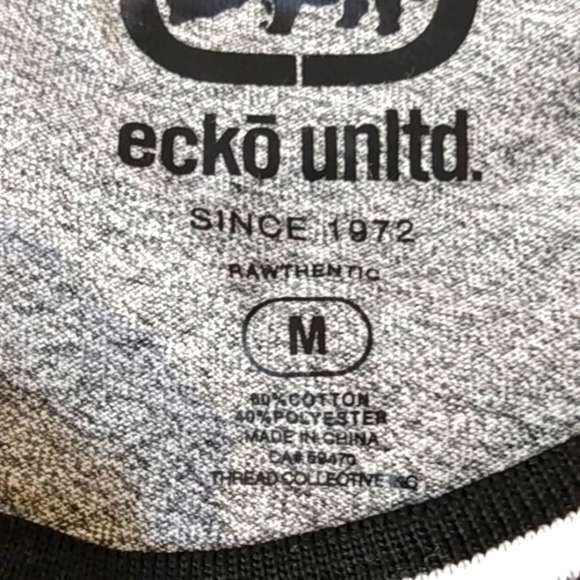 eckō unltd.
SINCE 1972
RAWTHENTIC
M
60%COTTON
40%POLYESTER
MADE IN CHINA
CA# 59470
THREAD COLLECTIVE INC